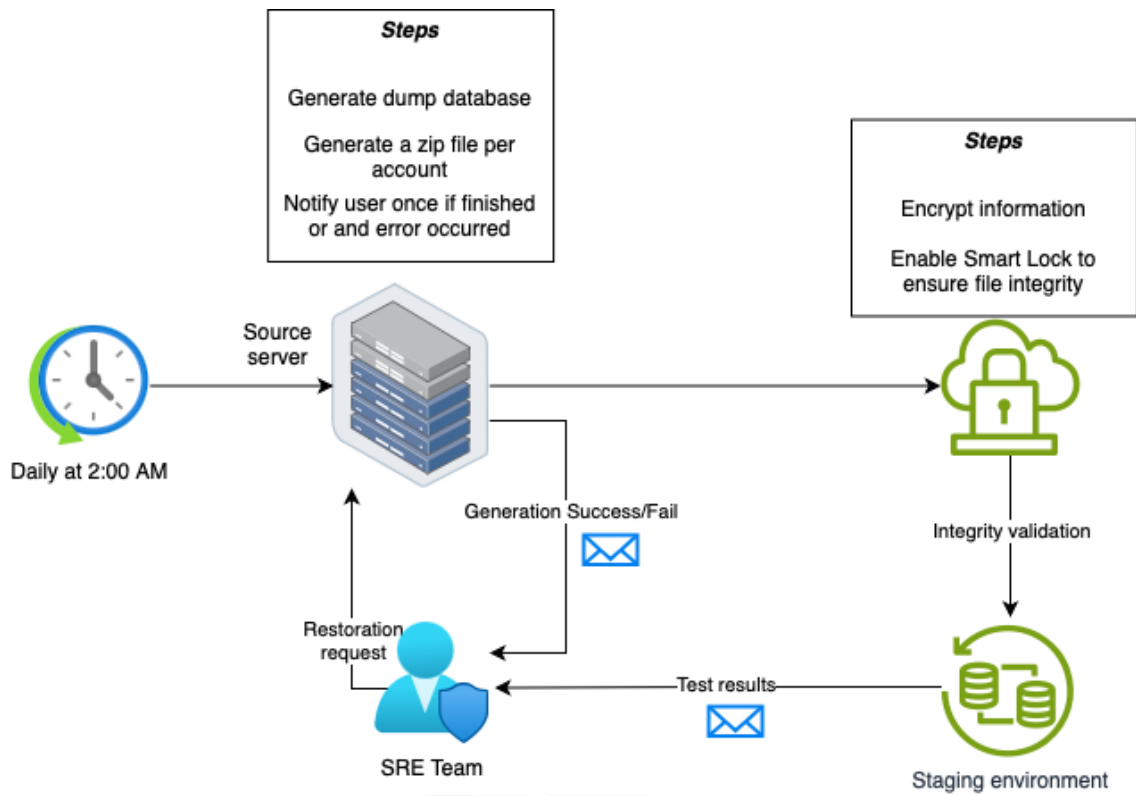 Steps
Generate dump database
Generate a zip file per
account
Notify user once if finished
or and error occurred
Steps
Encrypt information
Enable Smart Lock to
ensure file integrity
Source
server
Daily at 2:00 AM
Generation Success/Fail
Integrity validation
Restoration
request
Test results
SRE Team
Staging environment